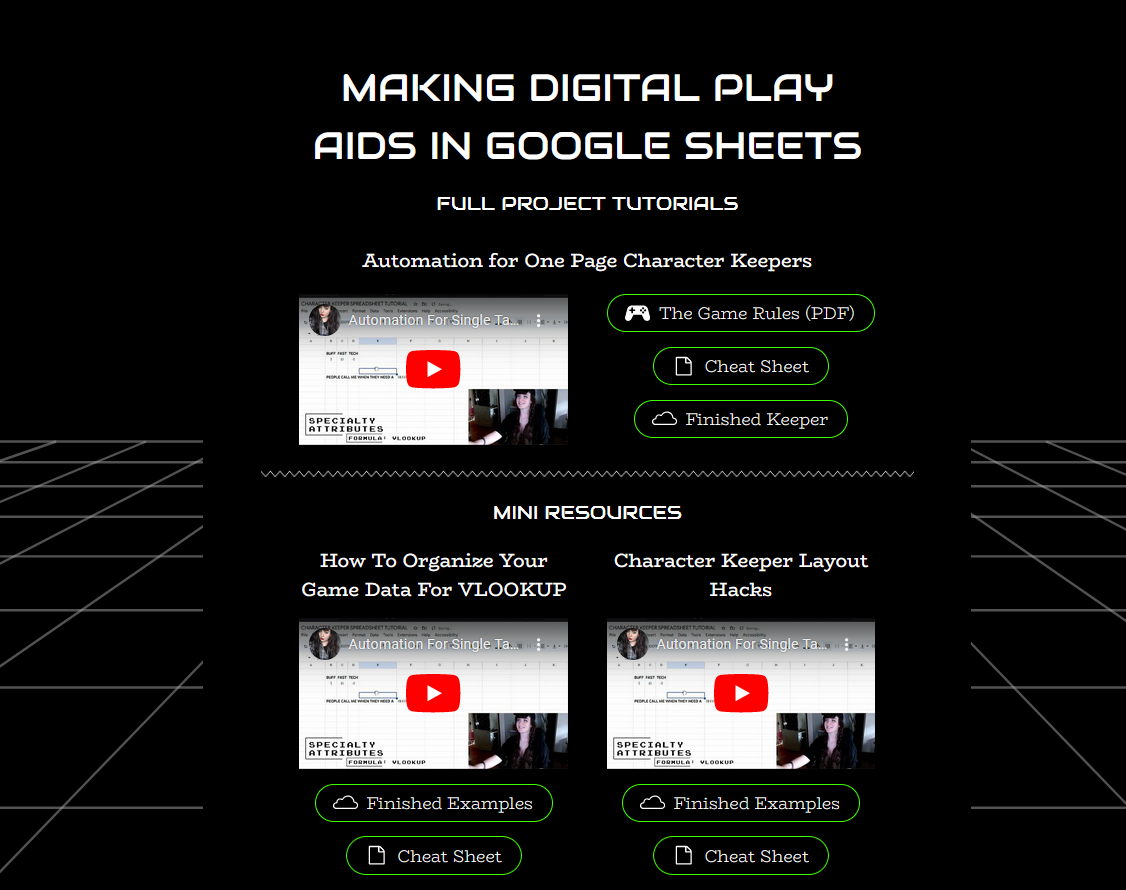 MAKING DIGITAL PLAY
AIDS IN GOOGLE SHEETS
FULL PROJECT TUTORIALS
Automation for One Page Character Keepers
CHARACTER KEEPER SPREADSHEET TUTORIAL
Automation For Single Ta...
BUFF FAST TECH
PEOPLE CALL ME WHEN THEY NEED A
SPECIALTY
ATTRIBUTES
FORMULA: VLOOKUP
The Game Rules (PDF)
Cheat Sheet
Finished Keeper
MINI RESOURCES
How To Organize Your
Game Data For VLOOKUP
CHARACTER KEEPER SPREADSHEET TUTORIAL
Automation For Single Ta...
BUFF FAST TECH
PEOPLE CALL ME WHEN THEY NEED A
SPECIALTY
ATTRIBUTES
FORMULA: VLOOKUP
Finished Examples
Cheat Sheet
Character Keeper Layout
Hacks
CHARACTER KEEPER SPREADSHEET TUTORIAL
Automation For Single Ta...
BUFF FAST TECH
PEOPLE CALL ME WHEN THEY NEED A
SPECIALTY
ATTRIBUTES
FORMULA: VLOOKUP
Finished Examples
Cheat Sheet